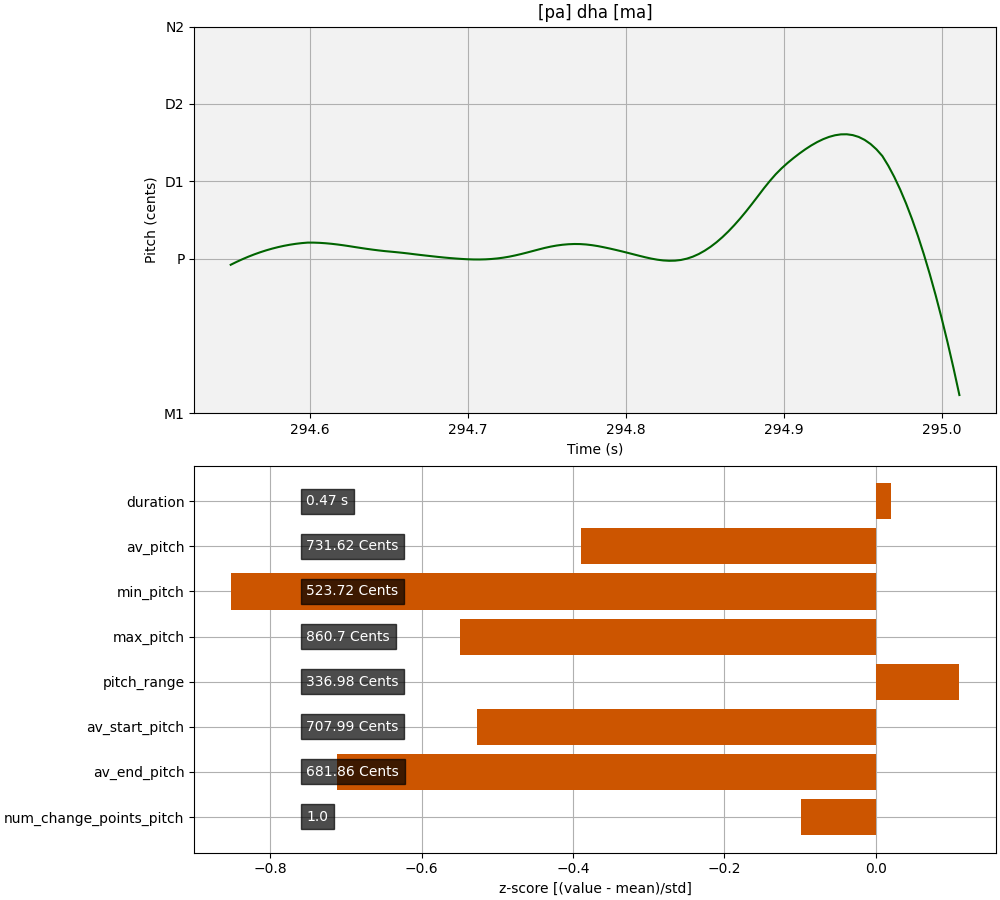 [pa] dha [ma]
N2
D2
D1
P
M1
Pitch (cents)
294.6 294.7 294.8 294.9 295.0
Time (s)
duration 0.47 s
av_pitch 731.62 Cents
min_pitch 523.72 Cents
max_pitch 860.7 Cents
pitch_range 336.98 Cents
av_start_pitch 707.99 Cents
av_end_pitch 681.86 Cents
num_change_points_pitch 1.0
−0.8 −0.6 −0.4 −0.2 0.0
z-score [(value - mean)/std]